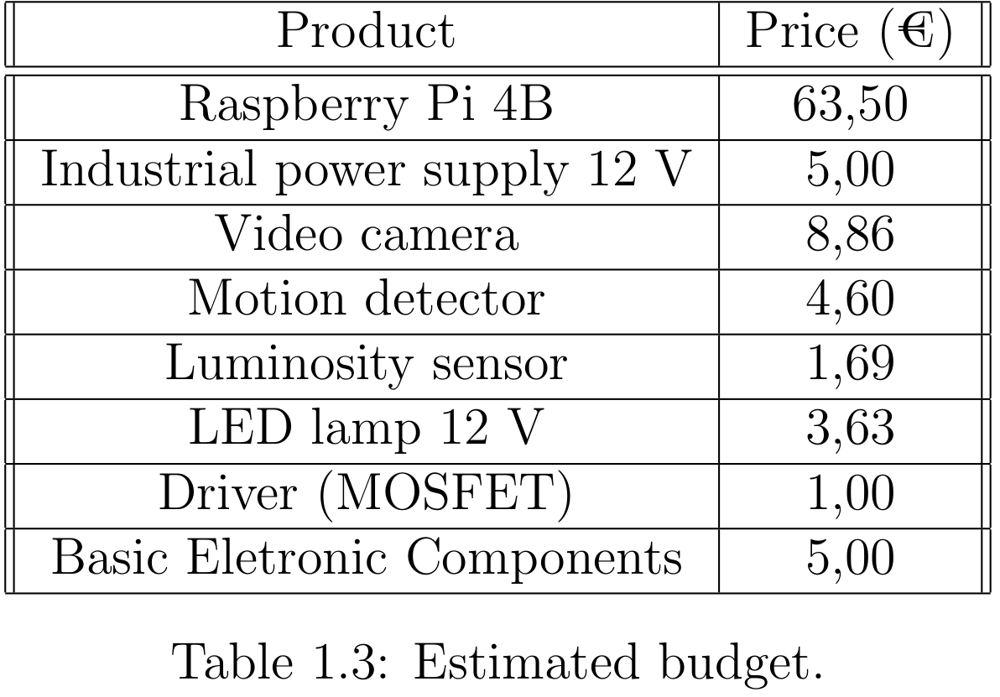 Product Price (€)
Raspberry Pi 4B 63,50
Industrial power supply 12 V 5,00
Video camera 8,86
Motion detector 4,60
Luminosity sensor 1,69
LED lamp 12 V 3,63
Driver (MOSFET) 1,00
Basic Eletronic Components 5,00
Table 1.3: Estimated budget.